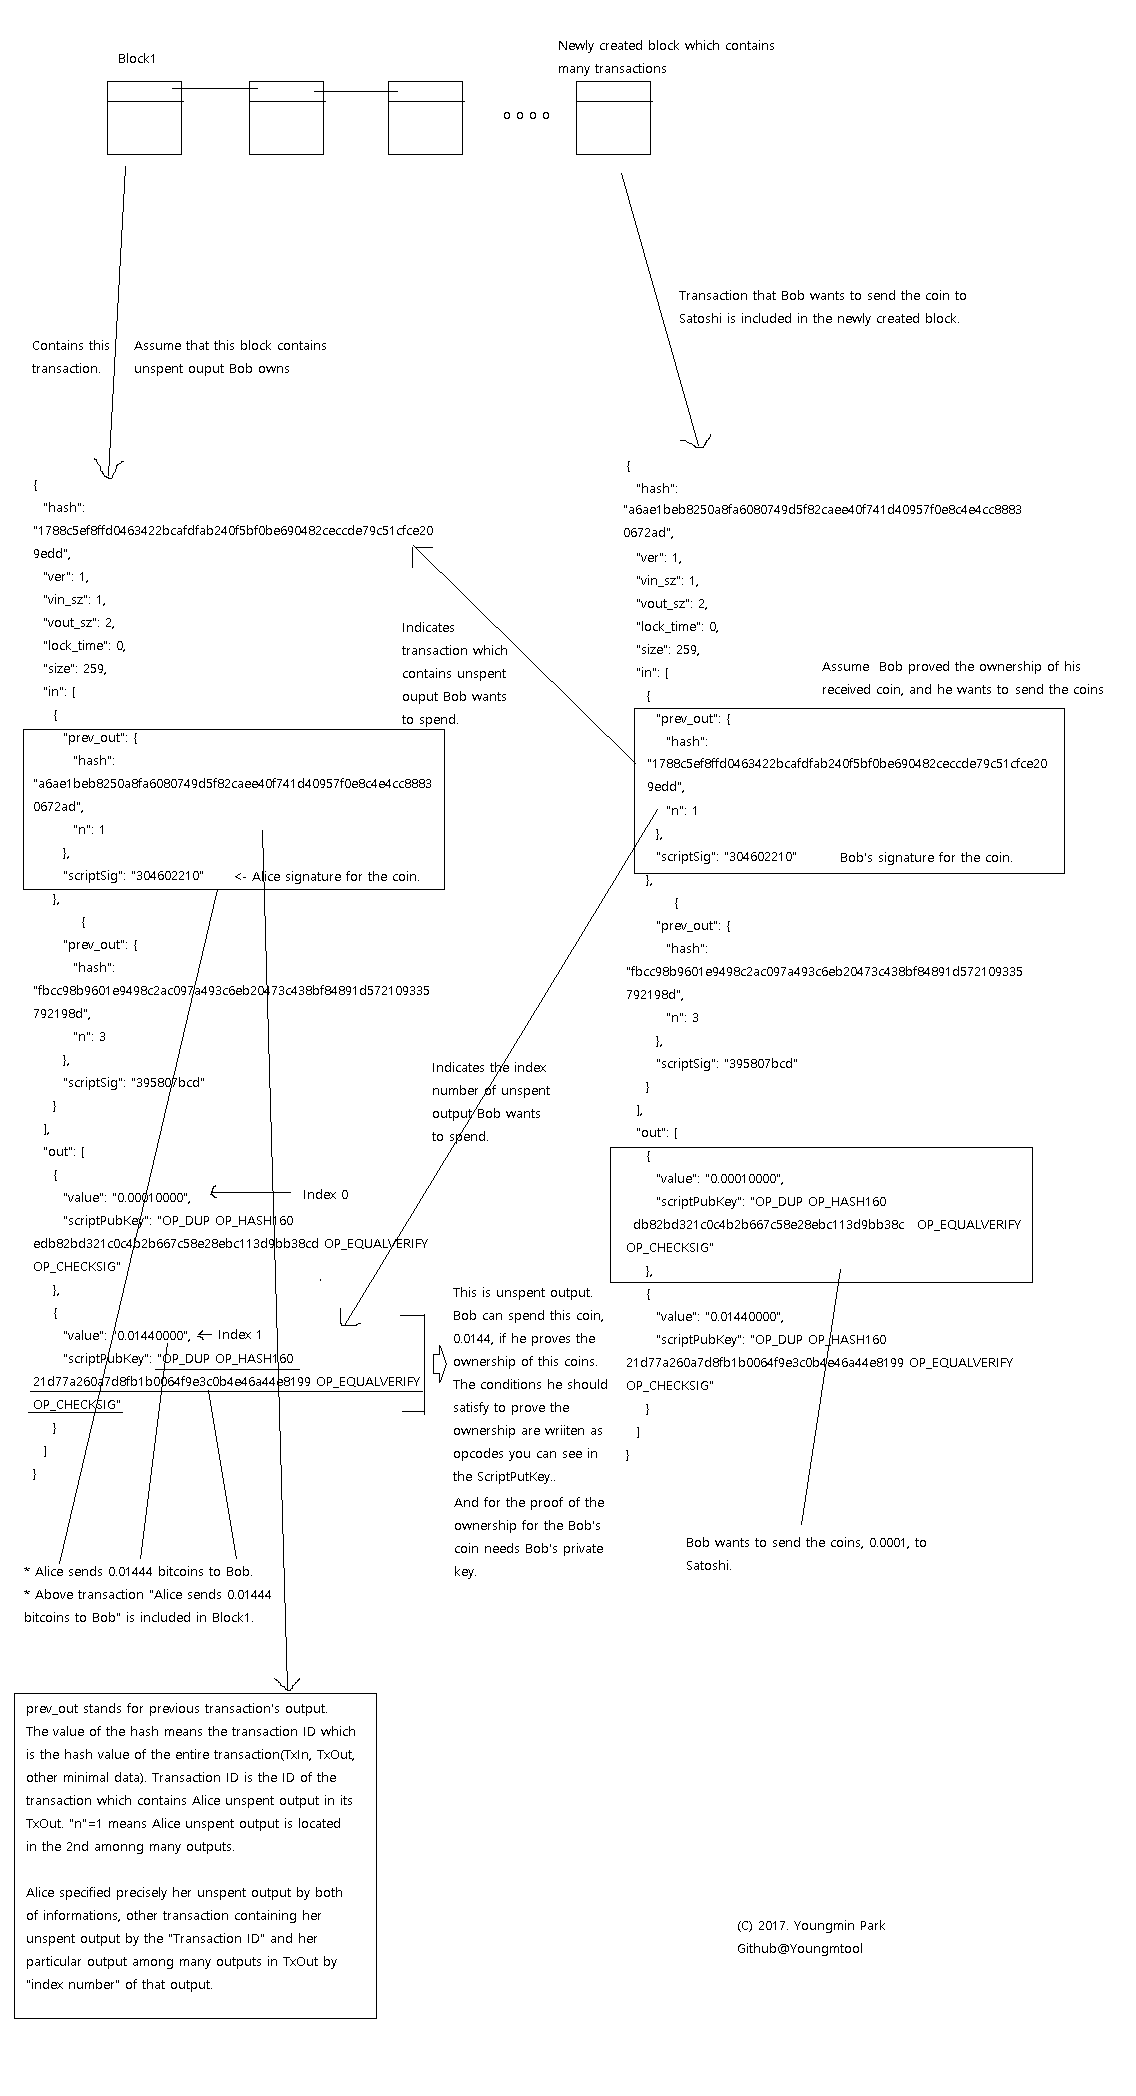 Block1
Newly created block which contains
many transactions
Transaction that Bob wants to send the coin to
Satoshi is included in the newly created block.
Contains this
transaction.
Assume that this block contains
unspent ouput Bob owns
{
"hash":
"1788c5ef8ffd0463422bcafdfab240f5bf0be690482ceccde79c51cfce20
9edd",
"ver": 1,
"vin_sz": 1,
"vout_sz": 2,
"lock_time": 0,
"size": 259,
"in": [
{
"prev_out": {
"hash":
"a6ae1beb8250a8fa6080749d5f82caee40f741d40957f0e8c4e4cc8883
0672ad",
"n": 1
},
"scriptSig": "304602210" <- Alice signature for the coin.
},
{
"prev_out": {
"hash":
"fbcc98b9601e9498c2ac097a493c6eb20473c438bf84891d572109335
792198d",
"n": 3
},
"scriptSig": "395807bcd"
}
],
"out": [
{
"value": "0.00010000", Index 0
"scriptPubKey": "OP_DUP OP_HASH160
edb82bd321c0c4b2b667c58e28ebc113d9bb38cd OP_EQUALVERIFY
OP_CHECKSIG"
},
{
"value": "0.01440000", Index 1
"scriptPubKey": "OP_DUP OP_HASH160
21d77a260a7d8fb1b0064f9e3c0b4e46a44e8199 OP_EQUALVERIFY
OP_CHECKSIG"
}
]
}
Indicates
transaction which
contains unspent
ouput Bob wants
to spend.
Indicates the index
number of unspent
output Bob wants
to spend.
This is unspent output.
Bob can spend this coin,
0.0144, if he proves the
ownership of this coins.
The conditions he should
satisfy to prove the
ownership are wriiten as
opcodes you can see in
the ScriptPutKey..
And for the proof of the
ownership for the Bob's
coin needs Bob's private
key.
{
"hash":
"a6ae1beb8250a8fa6080749d5f82caee40f741d40957f0e8c4e4cc8883
0672ad",
"ver": 1,
"vin_sz": 1,
"vout_sz": 2,
"lock_time": 0,
"size": 259,
"in": [
{
Assume Bob proved the ownership of his
received coin, and he wants to send the coins
"prev_out": {
"hash":
"1788c5ef8ffd0463422bcafdfab240f5bf0be690482ceccde79c51cfce20
9edd",
"n": 1
},
"scriptSig": "304602210" Bob's signature for the coin.
},
{
"prev_out": {
"hash":
"fbcc98b9601e9498c2ac097a493c6eb20473c438bf84891d572109335
792198d",
"n": 3
},
"scriptSig": "395807bcd"
}
],
"out": [
{
"value": "0.00010000",
"scriptPubKey": "OP_DUP OP_HASH160
db82bd321c0c4b2b667c58e28ebc113d9bb38c OP_EQUALVERIFY
OP_CHECKSIG"
},
{
"value": "0.01440000",
"scriptPubKey": "OP_DUP OP_HASH160
21d77a260a7d8fb1b0064f9e3c0b4e46a44e8199 OP_EQUALVERIFY
OP_CHECKSIG"
}
]
}
Bob wants to send the coins, 0.0001, to
Satoshi.
* Alice sends 0.01444 bitcoins to Bob.
* Above transaction "Alice sends 0.01444
bitcoins to Bob" is included in Block1.
prev_out stands for previous transaction's output.
The value of the hash means the transaction ID which
is the hash value of the entire transaction(TxIn, TxOut,
other minimal data). Transaction ID is the ID of the
transaction which contains Alice unspent output in its
TxOut. "n"=1 means Alice unspent output is located
in the 2nd amonng many outputs.
Alice specified precisely her unspent output by both
of informations, other transaction containing her
unspent output by the "Transaction ID" and her
particular output among many outputs in TxOut by
"index number" of that output.
(C) 2017. Youngmin Park
Github@Youngmtool